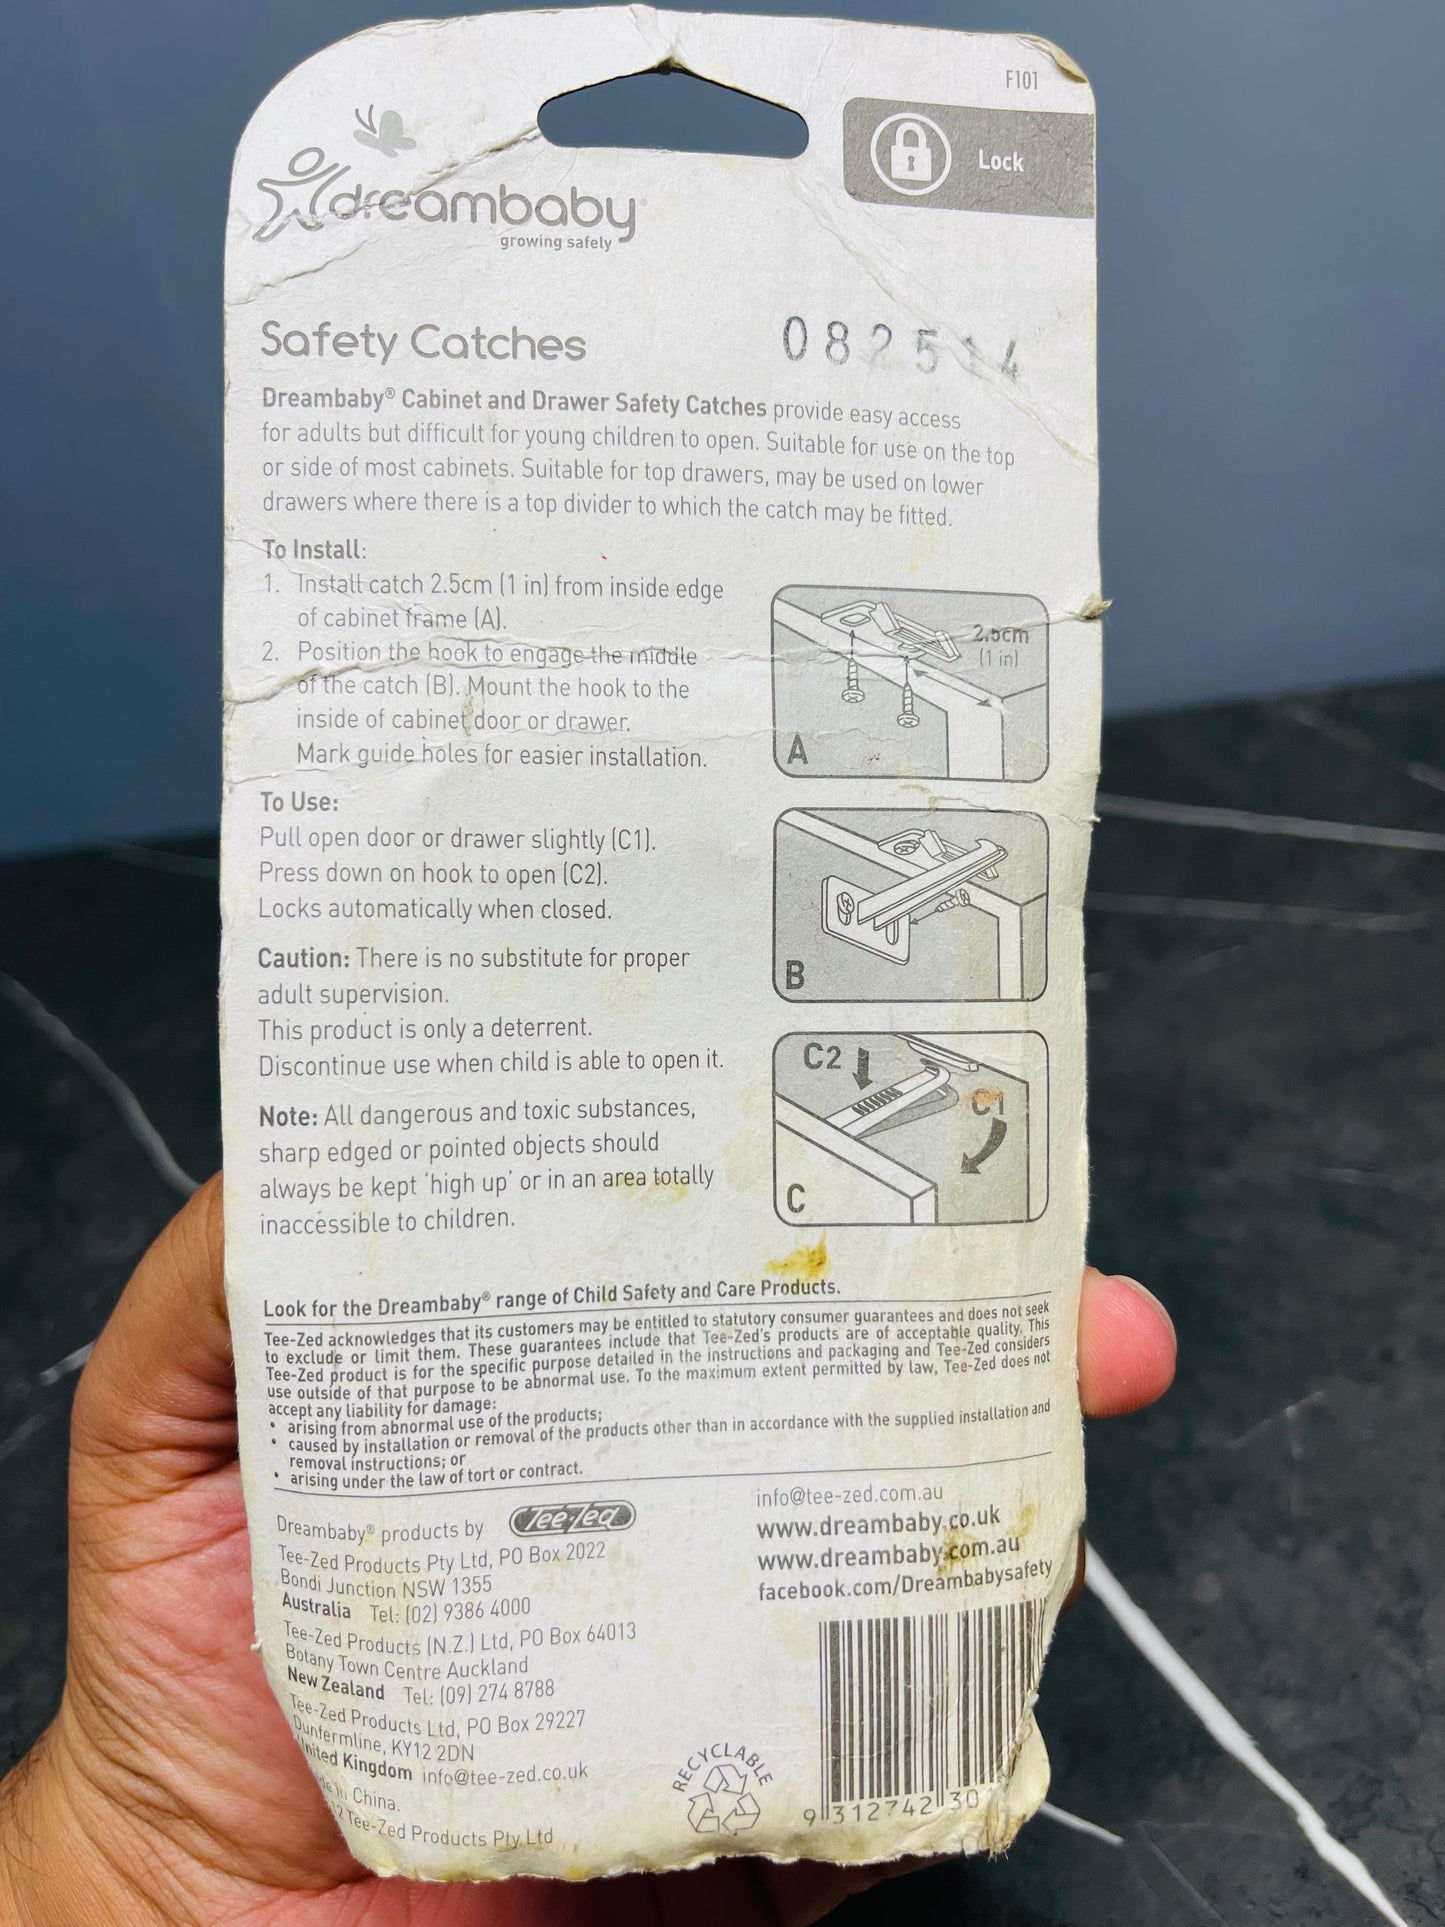 F101
Lock
dreambaby®
growing safely
Safety Catches
082514
Dreambaby® Cabinet and Drawer Safety Catches provide easy access
for adults but difficult for young children to open. Suitable for use on the top
or side of most cabinets. Suitable for top drawers, may be used on lower
drawers where there is a top divider to which the catch may be fitted.
To Install:
1. Install catch 2.5cm (1 in) from inside edge
of cabinet frame (A).
2. Position the hook to engage the middle
of the catch (B). Mount the hook to the
inside of cabinet door or drawer.
Mark guide holes for easier installation.
2.5cm
(1 in)
A
To Use:
Pull open door or drawer slightly (C1).
Press down on hook to open (C2).
Locks automatically when closed.
B
Caution: There is no substitute for proper
adult supervision.
This product is only a deterrent.
Discontinue use when child is able to open it.
C2
C1
C
Note: All dangerous and toxic substances,
sharp edged or pointed objects should
always be kept 'high up' or in an area totally
inaccessible to children.
Look for the Dreambaby® range of Child Safety and Care Products.
Tee-Zed acknowledges that its customers may be entitled to statutory consumer guarantees and does not seek
to exclude or limit them. These guarantees include that Tee-Zed's products are of acceptable quality. This
Tee-Zed product is for the specific purpose detailed in the instructions and packaging and Tee-Zed considers
use outside of that purpose to be abnormal use. To the maximum extent permitted by law, Tee-Zed does not
accept any liability for damage:
• arising from abnormal use of the products;
• caused by installation or removal of the products other than in accordance with the supplied installation and
removal instructions; or
• arising under the law of tort or contract.
Dreambaby® products by Tee-Zed
Tee-Zed Products Pty Ltd, PO Box 2022
Bondi Junction NSW 1355
Australia Tel: (02) 9386 4000
Tee-Zed Products (N.Z.) Ltd, PO Box 64013
Botany Town Centre Auckland
New Zealand Tel: (09) 274 8788
Tee-Zed Products Ltd, PO Box 29227
Dunfermline, KY12 2DN
United Kingdom info@tee-zed.co.uk
in China.
Tee-Zed Products Pty Ltd
info@tee-zed.com.au
www.dreambaby.co.uk
www.dreambaby.com.au
facebook.com/Dreambabysafety
RECYCLABLE
9 312742 30